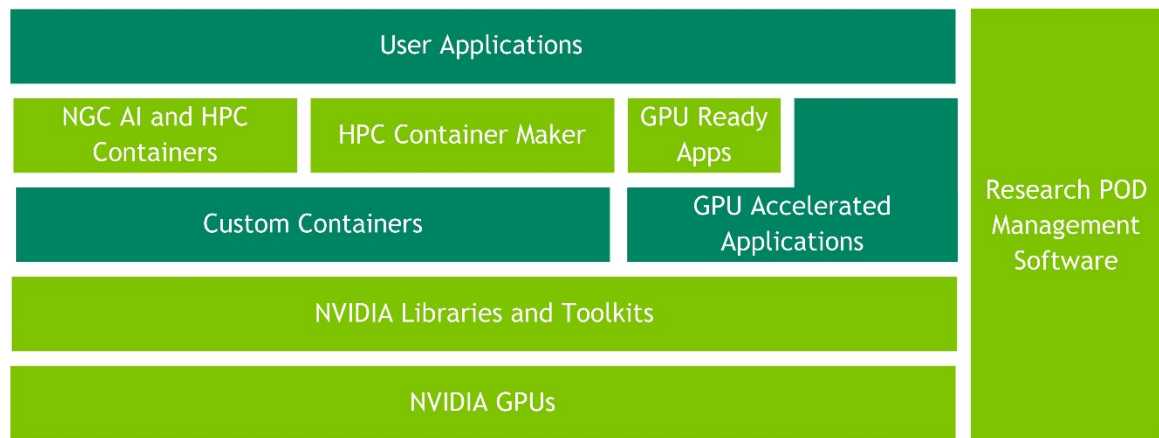 User Applications
NGC AI and HPC
Containers
HPC Container Maker
GPU Ready
Apps
Custom Containers
GPU Accelerated
Applications
NVIDIA Libraries and Toolkits
NVIDIA GPUs
Research POD
Management
Software